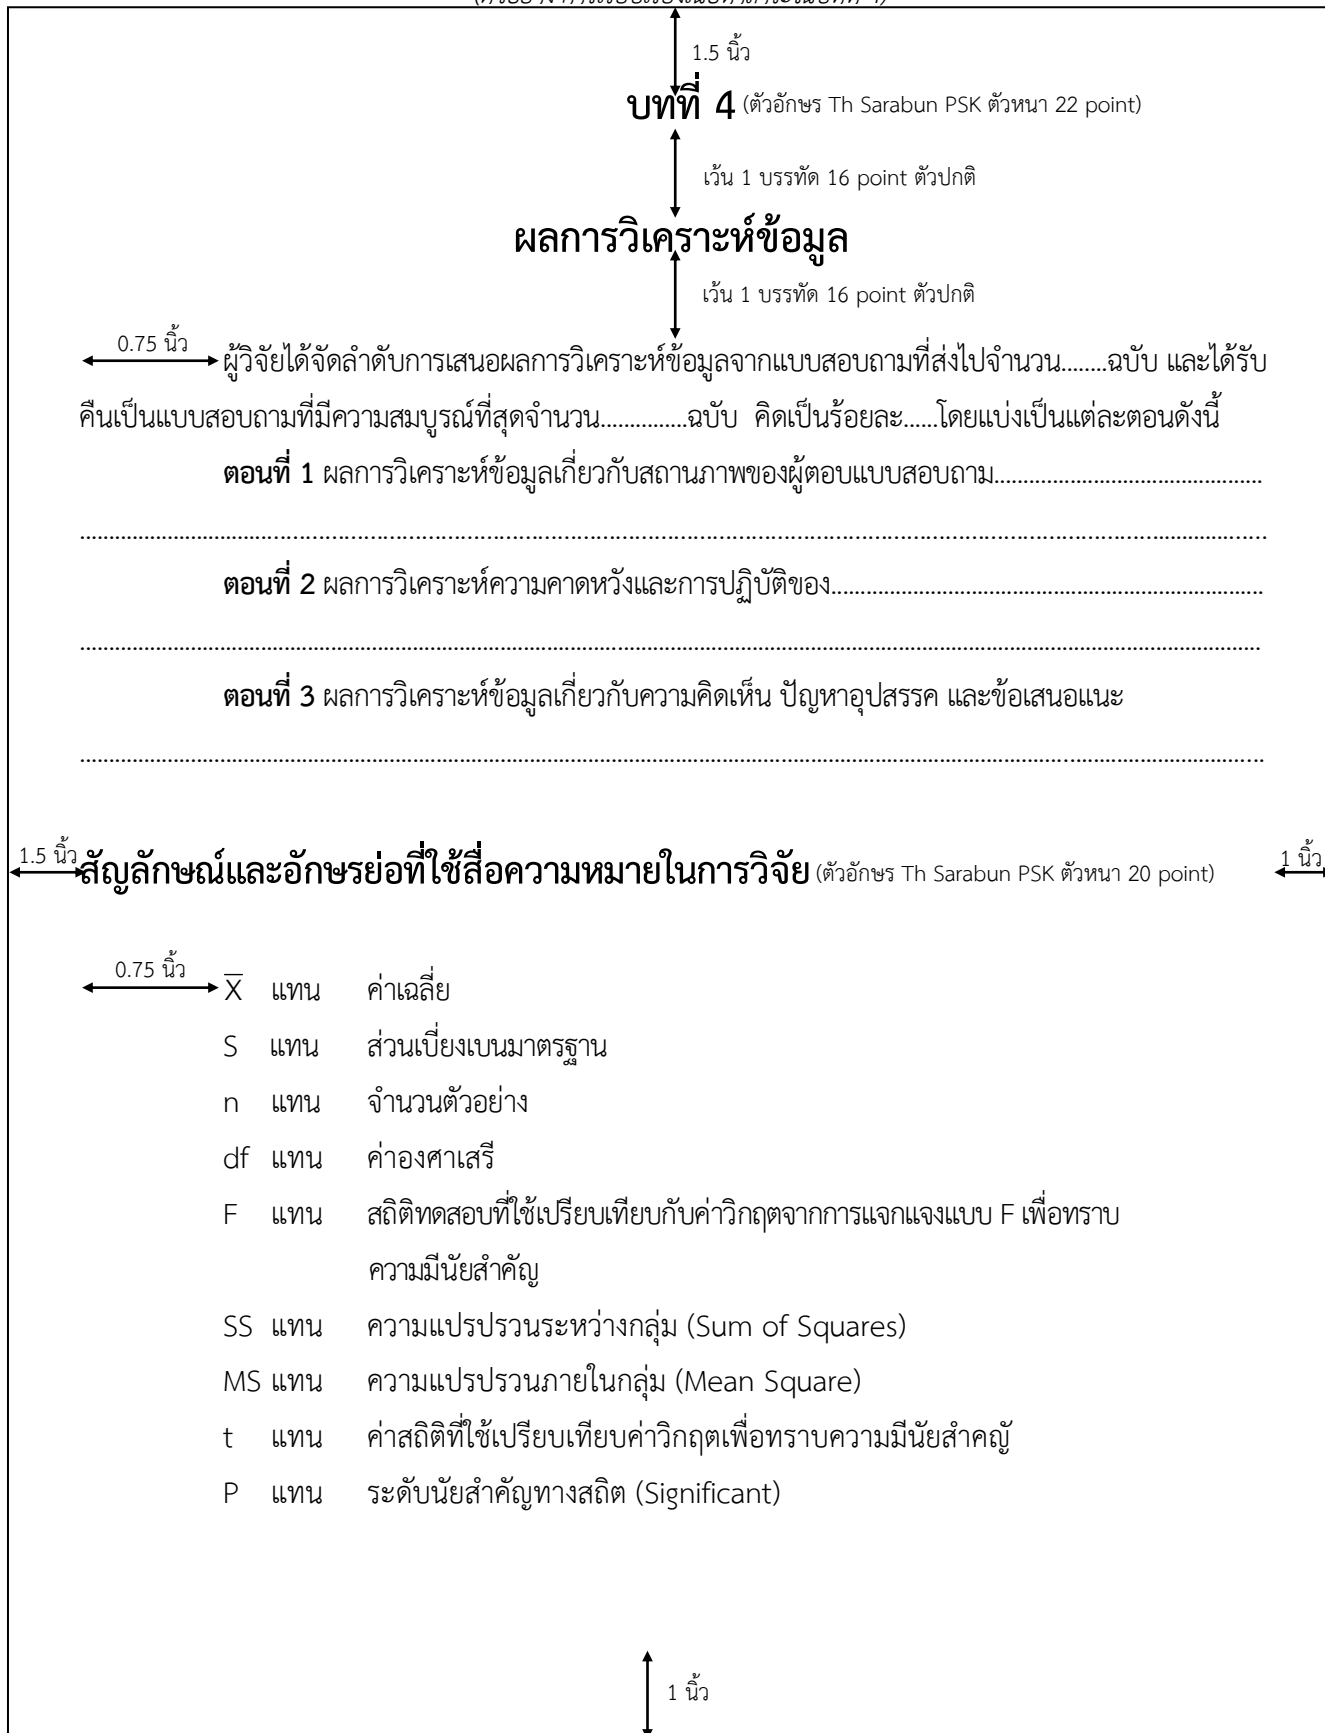 1.5 นิ้ว
บทที่ 4 (ตัวอักษร Th Sarabun PSK ตัวหนา 22 point)
เว้น 1 บรรทัด 16 point ตัวปกติ
ผลการวิเคราะห์ข้อมูล
เว้น 1 บรรทัด 16 point ตัวปกติ
0.75 นิ้ว ผู้วิจัยได้จัดลำดับการเสนอผลการวิเคราะห์ข้อมูลจากแบบสอบถามที่ส่งไปจำนวน........ฉบับ และได้รับ
คืนเป็นแบบสอบถามที่มีความสมบูรณ์ที่สุดจำนวน...............ฉบับ คิดเป็นร้อยละ......โดยแบ่งเป็นแต่ละตอนดังนี้
ตอนที่ 1 ผลการวิเคราะห์ข้อมูลเกี่ยวกับสถานภาพของผู้ตอบแบบสอบถาม..............................................
ตอนที่ 2 ผลการวิเคราะห์ความคาดหวังและการปฏิบัติของ..........................................................................
ตอนที่ 3 ผลการวิเคราะห์ข้อมูลเกี่ยวกับความคิดเห็น ปัญหาอุปสรรค และข้อเสนอแนะ
1.5 นิ้ว สัญลักษณ์และอักษรย่อที่ใช้สื่อความหมายในการวิจัย (ตัวอักษร Th Sarabun PSK ตัวหนา 20 point) 1 นิ้ว
0.75 นิ้ว X̅ แทน ค่าเฉลี่ย
S แทน ส่วนเบี่ยงเบนมาตรฐาน
n แทน จำนวนตัวอย่าง
df แทน ค่าองศาเสรี
F แทน สถิติทดสอบที่ใช้เปรียบเทียบกับค่าวิกฤตจากการแจกแจงแบบ F เพื่อทราบ
ความมีนัยสำคัญ
SS แทน ความแปรปรวนระหว่างกลุ่ม (Sum of Squares)
MS แทน ความแปรปรวนภายในกลุ่ม (Mean Square)
t แทน ค่าสถิติที่ใช้เปรียบเทียบค่าวิกฤตเพื่อทราบความมีนัยสำคญั
P แทน ระดับนัยสำคัญทางสถิต (Significant)
1 นิ้ว